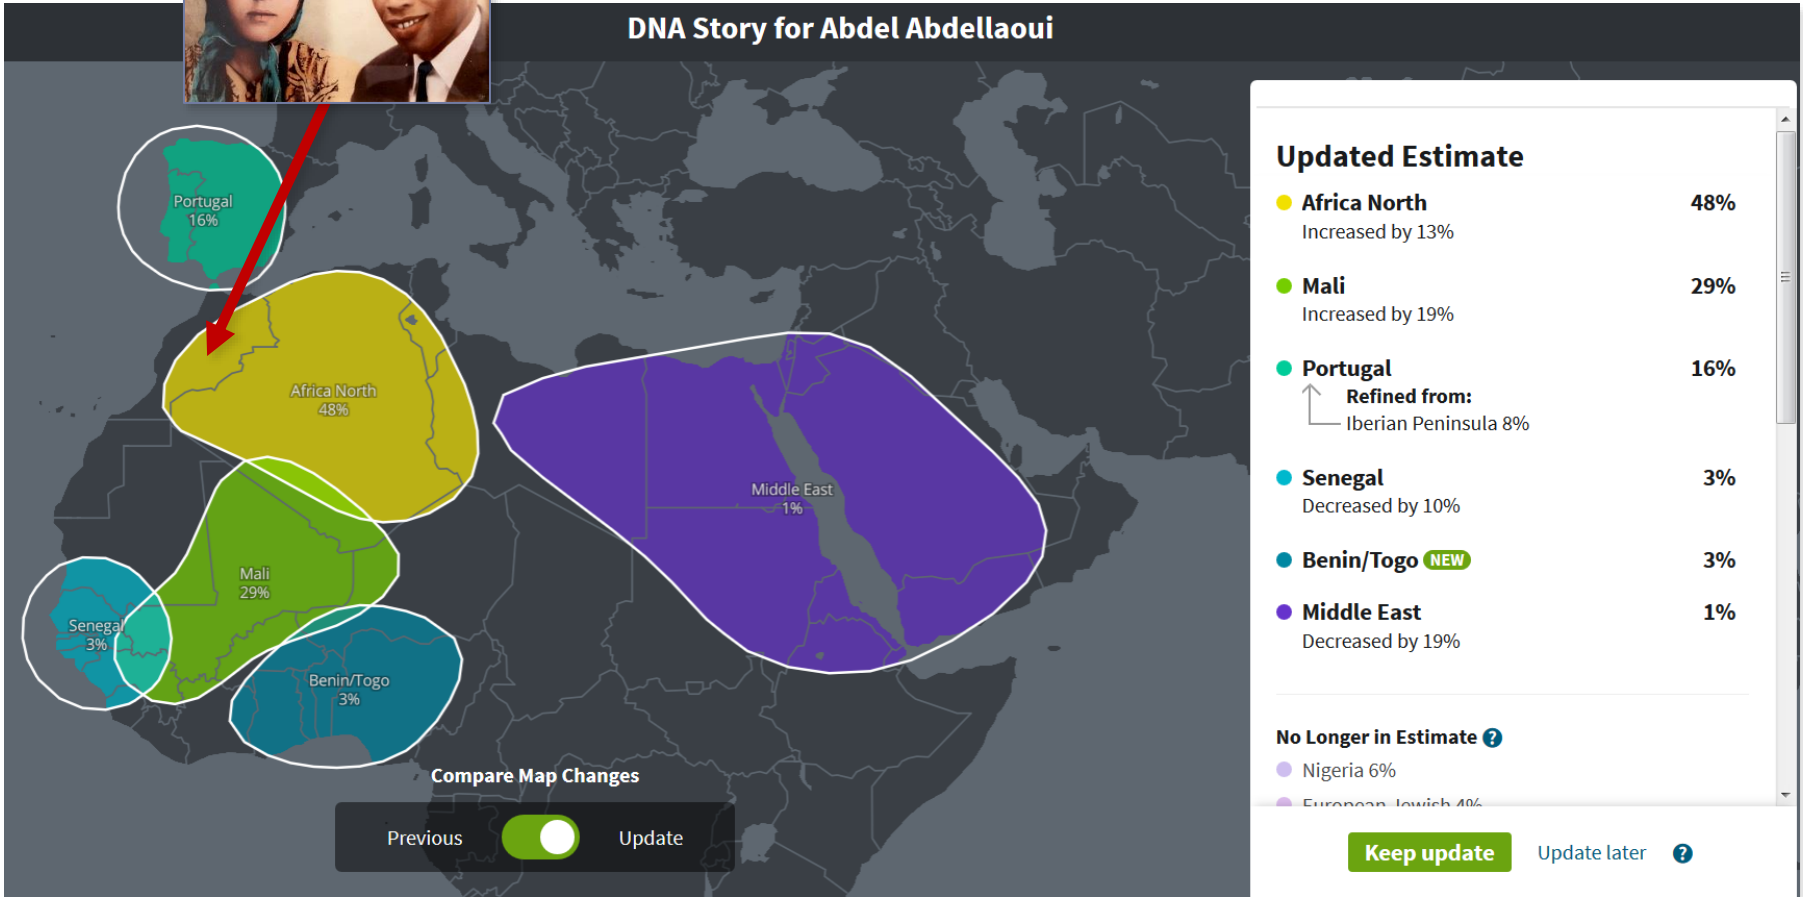 DNA Story for Abdel Abdellaoui
Portugal
16%
Africa North
48%
Middle East
1%
Mali
29%
Senegal
3%
Benin/Togo
3%
Compare Map Changes
Previous
Update
Updated Estimate
Africa North 48%
Increased by 13%
Mali 29%
Increased by 19%
Portugal 16%
Refined from:
Iberian Peninsula 8%
Senegal 3%
Decreased by 10%
Benin/Togo NEW 3%
Middle East 1%
Decreased by 19%
No Longer in Estimate ?
Nigeria 6%
European Jewish 4%
Keep update Update later ?